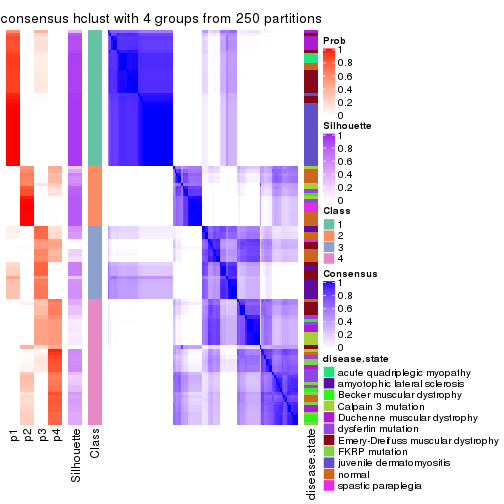 consensus hclust with 4 groups from 250 partitions
Prob
1
0.8
0.6
0.4
0.2
0
Silhouette
1
0.8
0.6
0.4
0.2
0
Class
1
2
3
4
Consensus
1
0.8
0.6
0.4
0.2
0
disease.state
acute quadriplegic myopathy
amyotrophic lateral sclerosis
Becker muscular dystrophy
Calpain 3 mutation
Duchenne muscular dystrophy
dysferlin mutation
Emery-Dreifuss muscular dystrophy
FKRP mutation
juvenile dermatomyositis
normal
spastic paraplegia
p1
p2
p3
p4
Silhouette
Class
disease.state